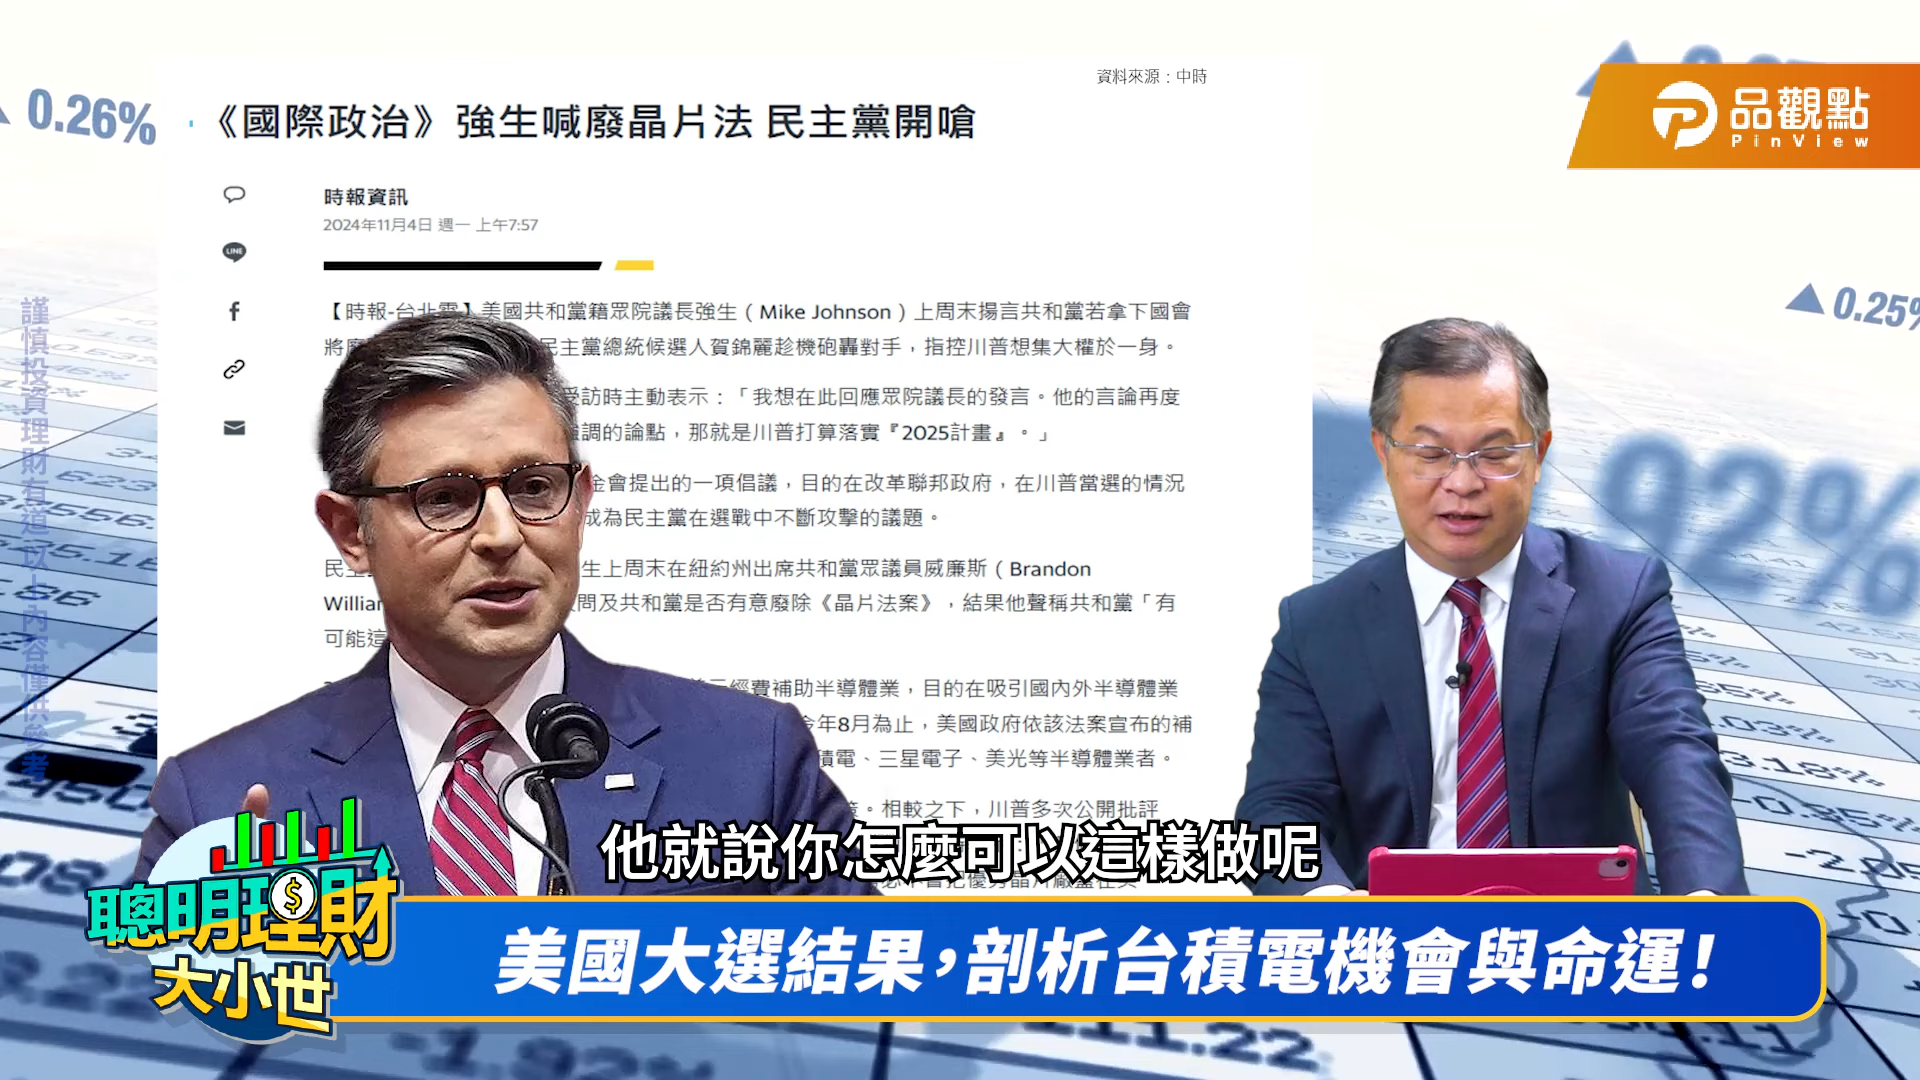 資料來源：中時
品觀點
PinView
0.26%
《國際政治》強生喊廢晶片法 民主黨開嗆
時報資訊
2024年11月4日 週一 上午7:57
LINE
【時報-台北電】美國共和黨籍眾院議長強生（Mike Johnson）上周末揚言共和黨若拿下國會
將 民主黨總統候選人賀錦麗趁機砲轟對手，指控川普想集大權於一身。
受訪時主動表示：「我想在此回應眾院議長的發言。他的言論再度
強調的論點，那就是川普打算落實『2025計畫』。」
金會提出的一項倡議，目的在改革聯邦政府，在川普當選的情況
成為民主黨在選戰中不斷攻擊的議題。
民 生上周末在紐約州出席共和黨眾議員威廉斯（Brandon
Willia 問及共和黨是否有意廢除《晶片法案》，結果他聲稱共和黨「有
可能這
經費補助半導體業，目的在吸引國內外半導體業
今年8月為止，美國政府依該法案宣布的補
積電、三星電子、美光等半導體業者。
。相較之下，川普多次公開批評
0.25%
92%
謹慎投資理財有道以上內容僅供參考
他就說你怎麼可以這樣做呢
聰明理財
大小世
美國大選結果，剖析台積電機會與命運！
-1.92%
111.22